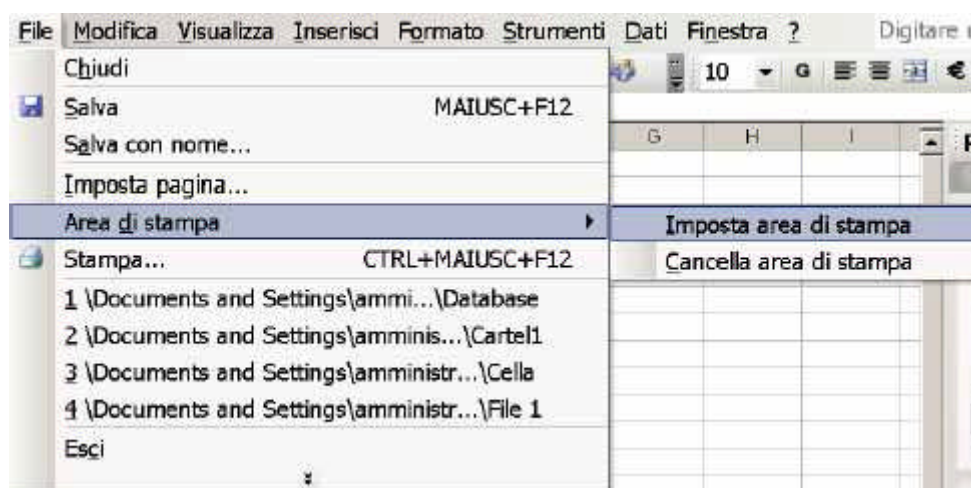 File Modifica Visualizza Inserisci Formato Strumenti Dati Finestra ? Digitare
10 G €
G H I
Chiudi
Salva MAIUSC+F12
Salva con nome...
Imposta pagina...
Area di stampa
Imposta area di stampa
Cancella area di stampa
Stampa... CTRL+MAIUSC+F12
1 \Documents and Settings\ammi...\Database
2 \Documents and Settings\amminis...\Cartel1
3 \Documents and Settings\amministr...\Cella
4 \Documents and Settings\amministr...\File 1
Esci